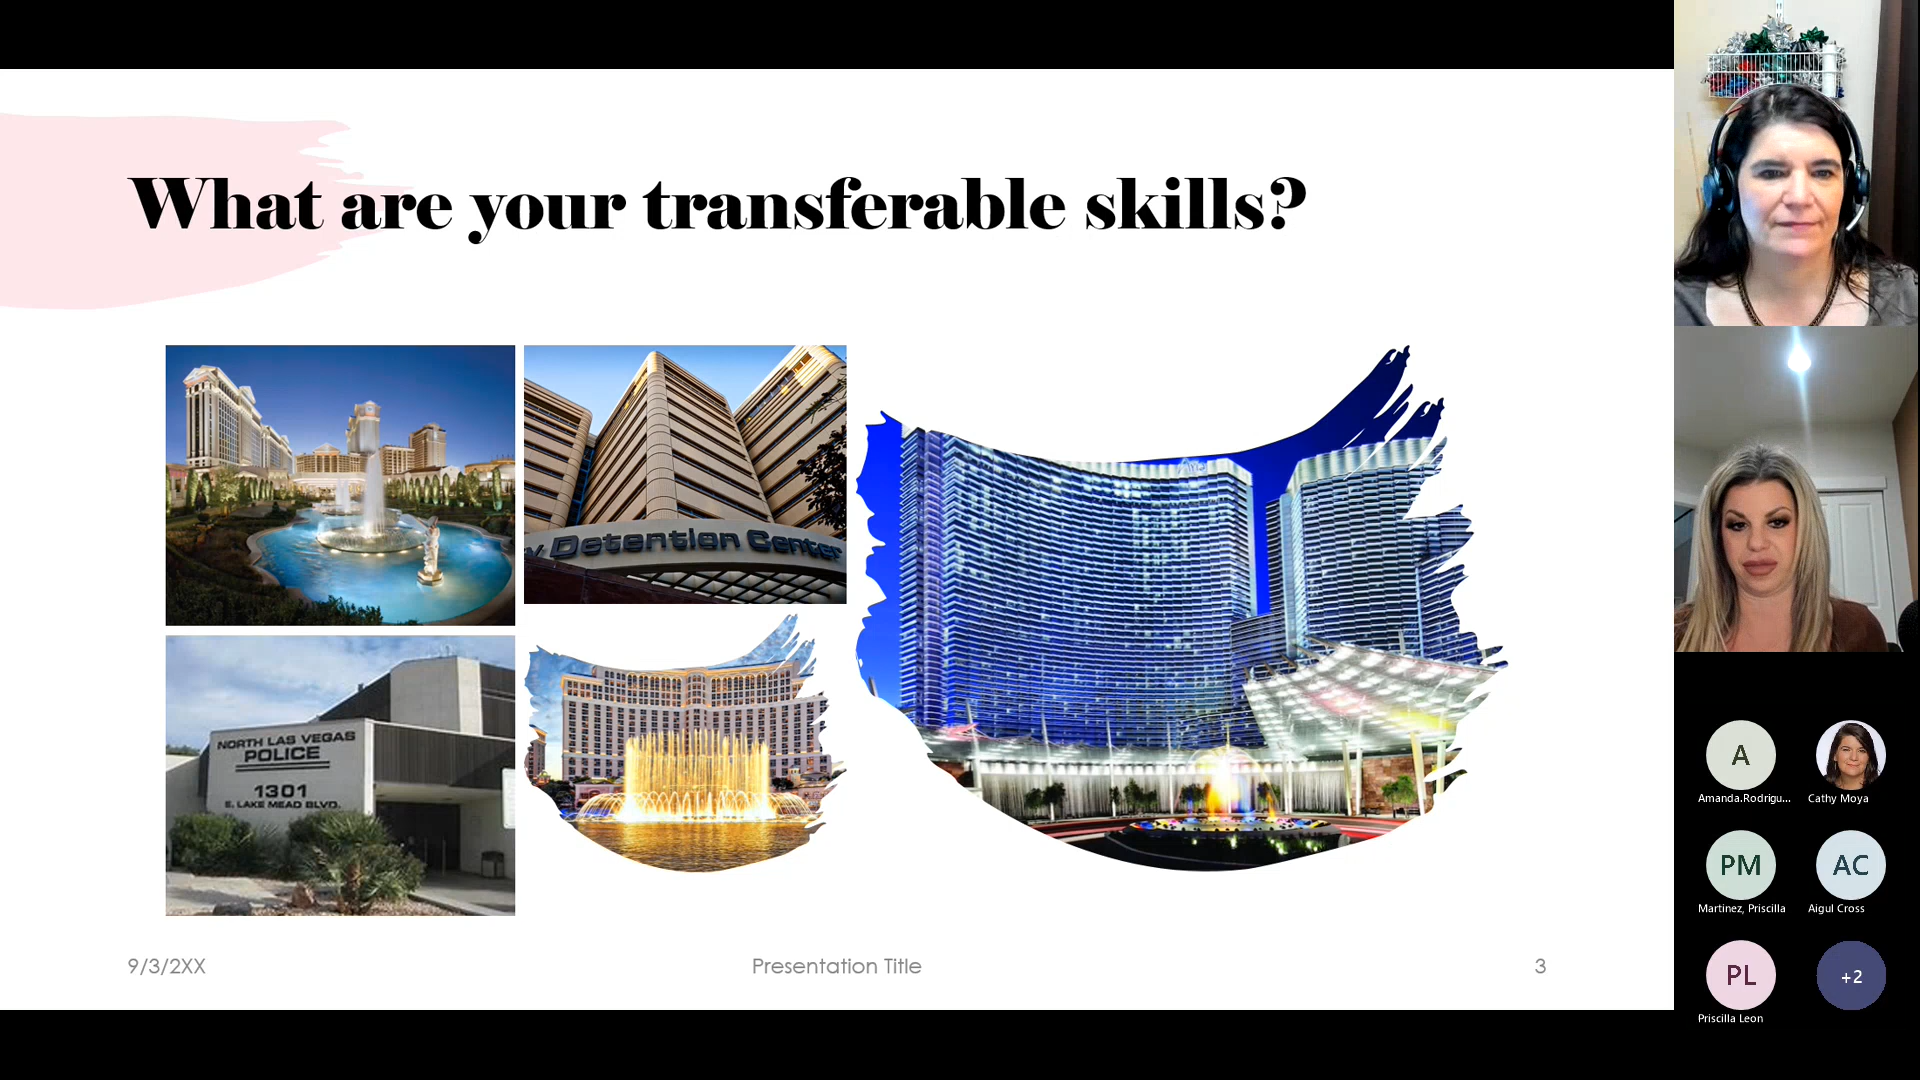 What are your transferable skills?
y Detention Center
ARIA
NORTH LAS VEGAS
POLICE
1301
E. LAKE MEAD BLVD.
9/3/2XX
Presentation Title
3
A
Amanda.Rodrigu...
Cathy Moya
PM
Martinez, Priscilla
AC
Aigul Cross
PL
Priscilla Leon
+2